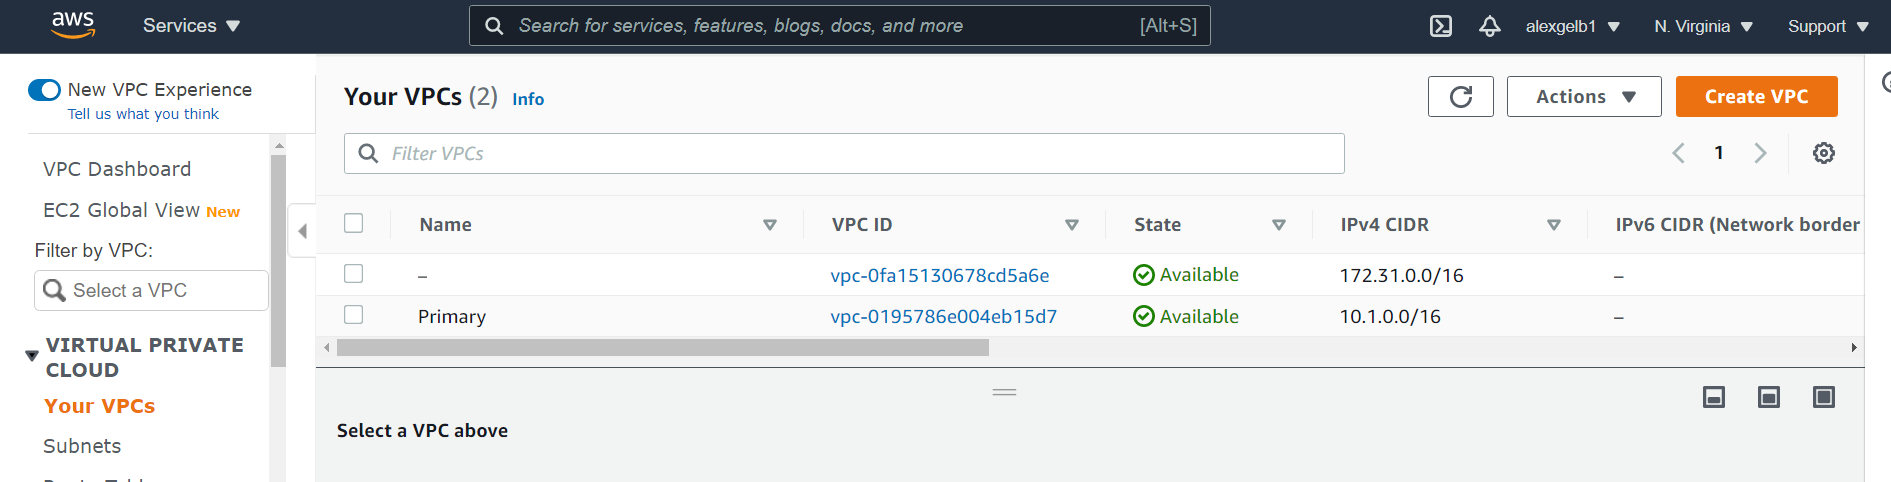 aws
Services
Search for services, features, blogs, docs, and more [Alt+S]
alexgelb1
N. Virginia
Support
New VPC Experience
Tell us what you think
VPC Dashboard
EC2 Global View New
Filter by VPC:
Select a VPC
VIRTUAL PRIVATE
CLOUD
Your VPCs
Subnets
Your VPCs (2) Info
Actions
Create VPC
Filter VPCs
1
Name VPC ID State IPv4 CIDR IPv6 CIDR (Network border
– vpc-0fa15130678cd5a6e Available 172.31.0.0/16 –
Primary vpc-0195786e004eb15d7 Available 10.1.0.0/16 –
Select a VPC above